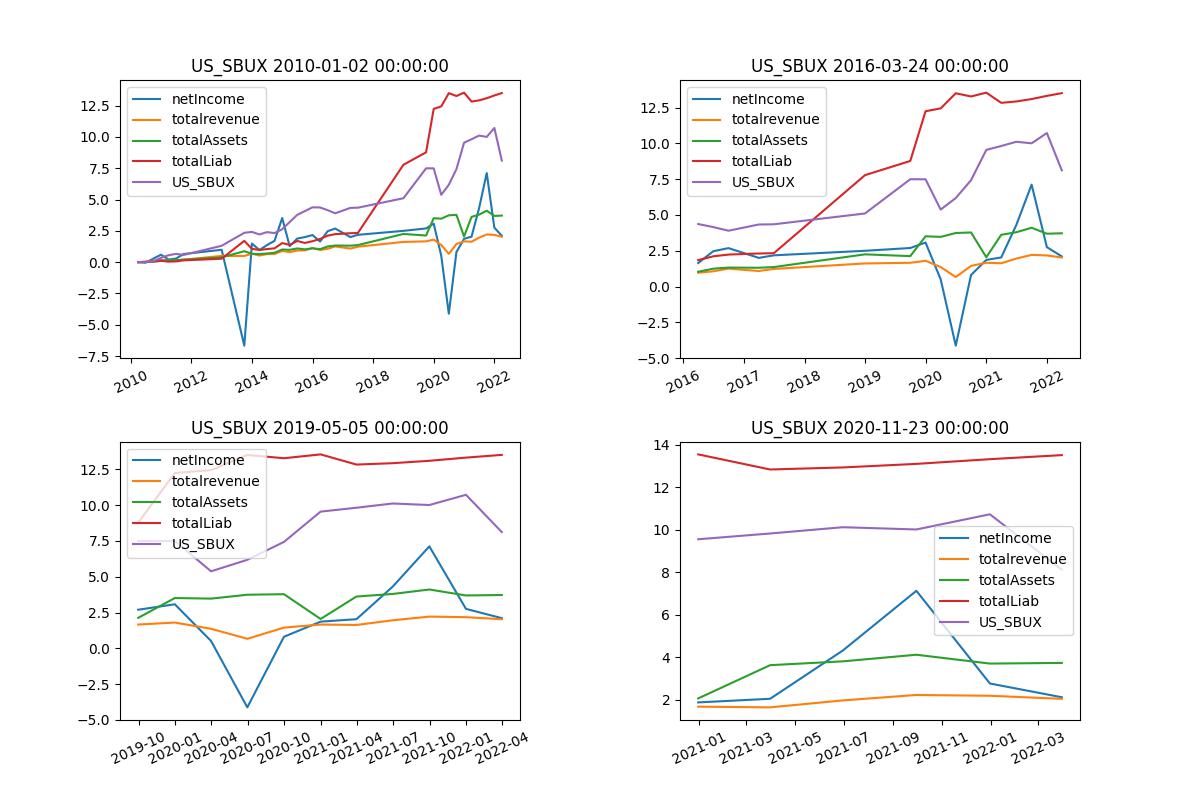 US_SBUX 2010-01-02 00:00:00
netIncome
totalrevenue
totalAssets
totalLiab
US_SBUX
12.5
10.0
7.5
5.0
2.5
0.0
−2.5
−5.0
−7.5
2010 2012 2014 2016 2018 2020 2022
US_SBUX 2016-03-24 00:00:00
netIncome
totalrevenue
totalAssets
totalLiab
US_SBUX
12.5
10.0
7.5
5.0
2.5
0.0
−2.5
−5.0
2016 2017 2018 2019 2020 2021 2022
US_SBUX 2019-05-05 00:00:00
netIncome
totalrevenue
totalAssets
totalLiab
US_SBUX
12.5
10.0
7.5
5.0
2.5
0.0
−2.5
−5.0
2019-10 2020-01 2020-04 2020-07 2020-10 2021-01 2021-04 2021-07 2021-10 2022-01 2022-04
US_SBUX 2020-11-23 00:00:00
14
12
10
8
6
4
2
netIncome
totalrevenue
totalAssets
totalLiab
US_SBUX
2021-01 2021-03 2021-05 2021-07 2021-09 2021-11 2022-01 2022-03